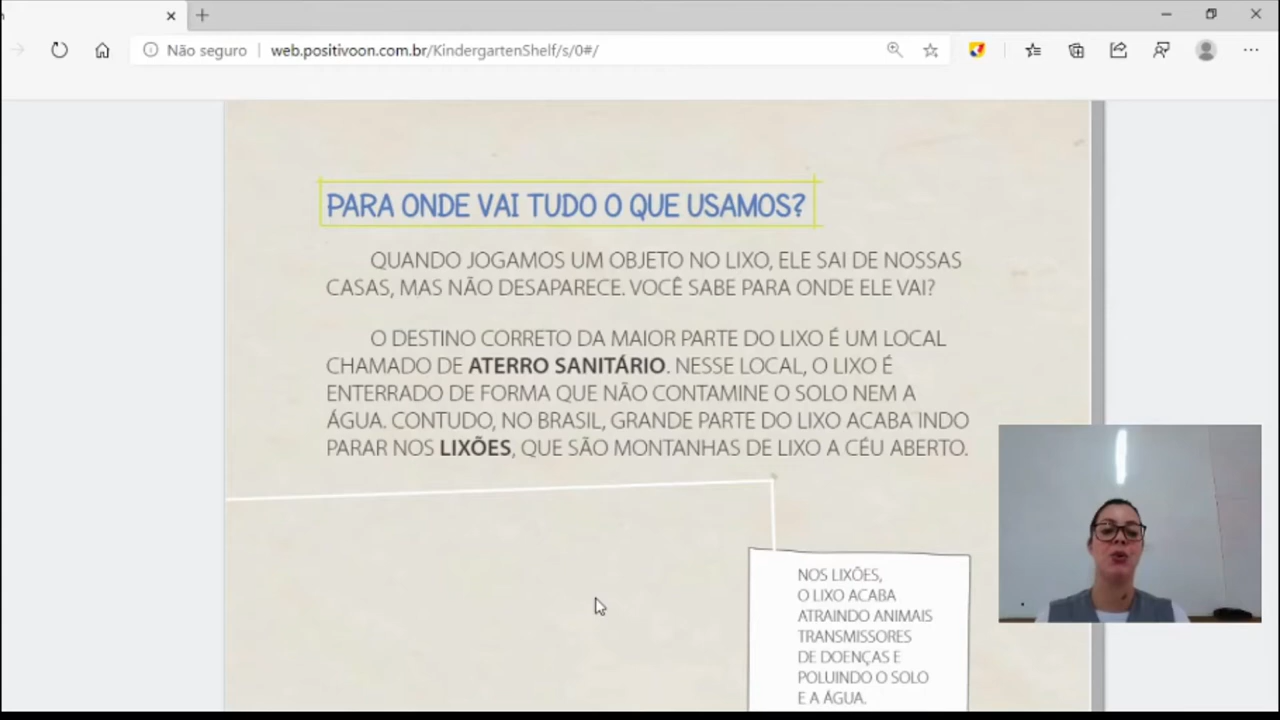 Não seguro
web.positivoon.com.br/KindergartenShelf/s/0#/
PARA ONDE VAI TUDO O QUE USAMOS?
QUANDO JOGAMOS UM OBJETO NO LIXO, ELE SAI DE NOSSAS
CASAS, MAS NÃO DESAPARECE. VOCÊ SABE PARA ONDE ELE VAI?
O DESTINO CORRETO DA MAIOR PARTE DO LIXO É UM LOCAL
CHAMADO DE ATERRO SANITÁRIO. NESSE LOCAL, O LIXO É
ENTERRADO DE FORMA QUE NÃO CONTAMINE O SOLO NEM A
ÁGUA. CONTUDO, NO BRASIL, GRANDE PARTE DO LIXO ACABA INDO
PARAR NOS LIXÕES, QUE SÃO MONTANHAS DE LIXO A CÉU ABERTO.
NOS LIXÕES,
O LIXO ACABA
ATRAINDO ANIMAIS
TRANSMISSORES
DE DOENÇAS E
POLUINDO O SOLO
E A ÁGUA.